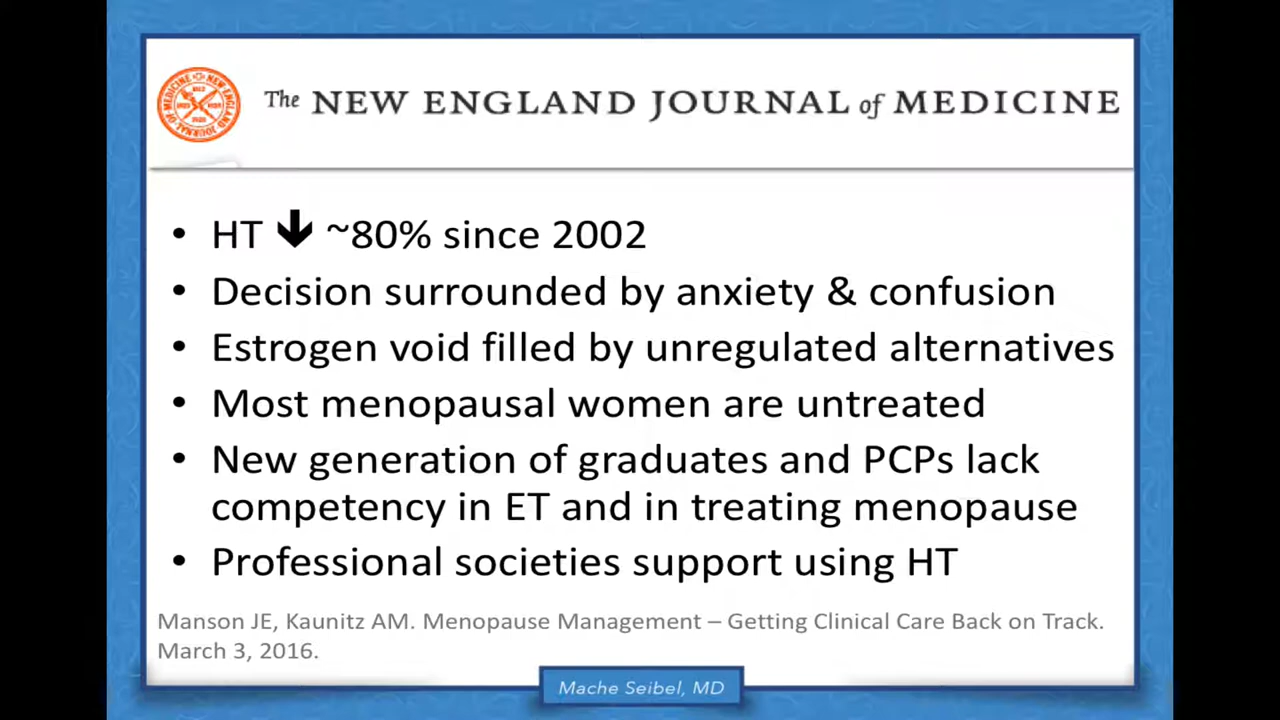 The NEW ENGLAND JOURNAL of MEDICINE
• HT 🡇 ~80% since 2002
• Decision surrounded by anxiety & confusion
• Estrogen void filled by unregulated alternatives
• Most menopausal women are untreated
• New generation of graduates and PCPs lack
competency in ET and in treating menopause
• Professional societies support using HT
Manson JE, Kaunitz AM. Menopause Management – Getting Clinical Care Back on Track.
March 3, 2016.
Mache Seibel, MD